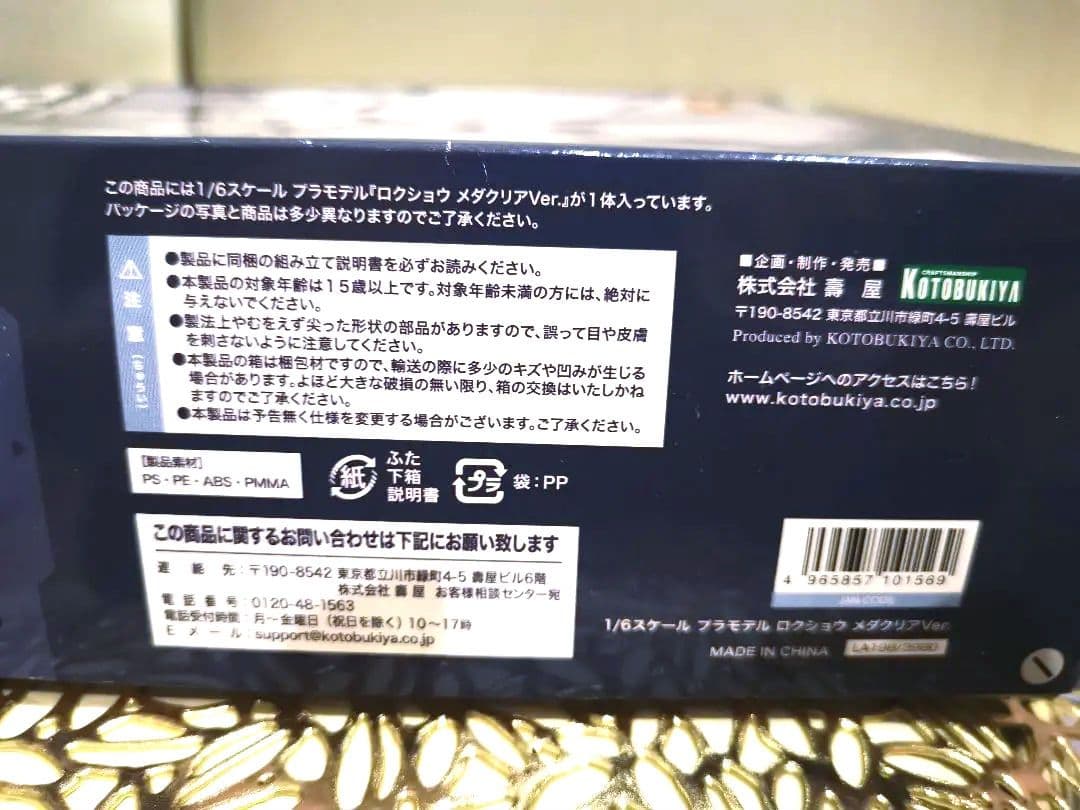 この商品には1/6スケール プラモデル『ロクショウ メダクリアVer.』が1体入っています。
パッケージの写真と商品は多少異なりますのでご了承ください。
注意(ちゅうい)
●製品に同梱の組み立て説明書を必ずお読みください。
●本製品の対象年齢は15歳以上です。対象年齢未満の方には、絶対に
与えないでください。
●製法上やむをえず尖った形状の部品がありますので、誤って目や皮膚
を刺さないように注意してください。
●本製品の箱は梱包材ですので、輸送の際に多少のキズや凹みが生じる
場合があります。よほど大きな破損の無い限り、箱の交換はいたしかね
ますのでご了承ください。
●本製品は予告無く仕様を変更する場合がございます。ご了承ください。
[製品素材]
PS・PE・ABS・PMMA
紙
ふた
下箱
説明書
プラ
袋:PP
この商品に関するお問い合わせは下記にお願い致します
連絡先:〒190-8542 東京都立川市緑町4-5 壽屋ビル6階
株式会社 壽屋 お客様相談センター宛
電話番号:0120-48-1563
電話受付時間:月~金曜日(祝日を除く)10~17時
Eメール:support@kotobukiya.co.jp
■企画・制作・発売■
株式会社 壽屋
CRAFTSMANSHIP
KOTOBUKIYA
〒190-8542 東京都立川市緑町4-5 壽屋ビル
Produced by KOTOBUKIYA CO., LTD.
ホームページへのアクセスはこちら!
www.kotobukiya.co.jp
4 965857 101569
JAN CODE
1/6スケール プラモデル ロクショウ メダクリアVer.
MADE IN CHINA